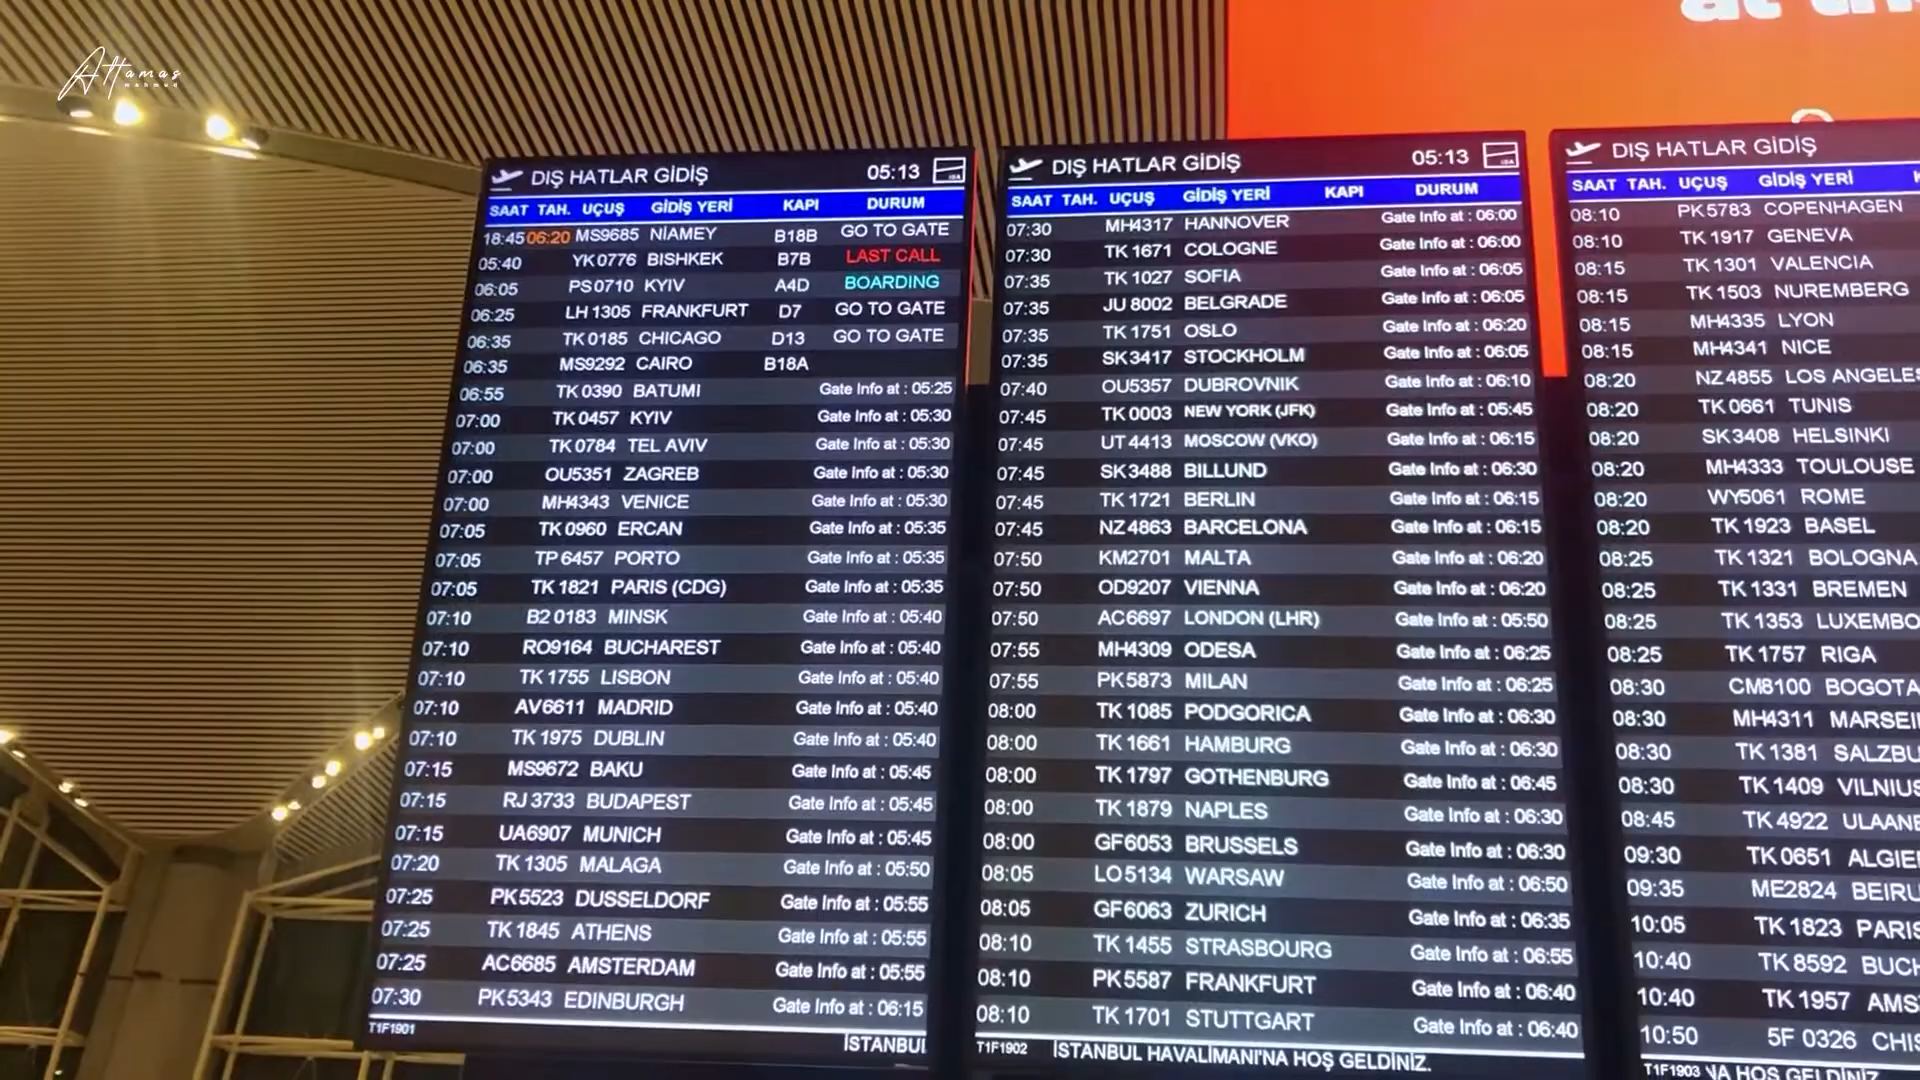 Attamas
mahmud
at th
DIŞ HATLAR GİDİŞ 05:13
SAAT TAH. UÇUŞ GİDİŞ YERİ KAPI DURUM
18:45 06:20 MS9685 NIAMEY B18B GO TO GATE
05:40 YK0776 BISHKEK B7B LAST CALL
06:05 PS0710 KYIV A4D BOARDING
06:25 LH1305 FRANKFURT D7 GO TO GATE
06:35 TK0185 CHICAGO D13 GO TO GATE
06:35 MS9292 CAIRO B18A
06:55 TK0390 BATUMI Gate Info at : 05:25
07:00 TK0457 KYIV Gate Info at : 05:30
07:00 TK0784 TEL AVIV Gate Info at : 05:30
07:00 OU5351 ZAGREB Gate Info at : 05:30
07:00 MH4343 VENICE Gate Info at : 05:30
07:05 TK0960 ERCAN Gate Info at : 05:35
07:05 TP6457 PORTO Gate Info at : 05:35
07:05 TK1821 PARIS (CDG) Gate Info at : 05:35
07:10 B2 0183 MINSK Gate Info at : 05:40
07:10 RO9164 BUCHAREST Gate Info at : 05:40
07:10 TK1755 LISBON Gate Info at : 05:40
07:10 AV6611 MADRID Gate Info at : 05:40
07:10 TK1975 DUBLIN Gate Info at : 05:40
07:15 MS9672 BAKU Gate Info at : 05:45
07:15 RJ3733 BUDAPEST Gate Info at : 05:45
07:15 UA6907 MUNICH Gate Info at : 05:45
07:20 TK1305 MALAGA Gate Info at : 05:50
07:25 PK5523 DUSSELDORF Gate Info at : 05:55
07:25 TK1845 ATHENS Gate Info at : 05:55
07:25 AC6685 AMSTERDAM Gate Info at : 05:55
07:30 PK5343 EDINBURGH Gate Info at : 06:15
T1F1901 İSTANBUL
DIŞ HATLAR GİDİŞ 05:13
SAAT TAH. UÇUŞ GİDİŞ YERİ KAPI DURUM
07:30 MH4317 HANNOVER Gate Info at : 06:00
07:30 TK1671 COLOGNE Gate Info at : 06:00
07:35 TK1027 SOFIA Gate Info at : 06:05
07:35 JU8002 BELGRADE Gate Info at : 06:05
07:35 TK1751 OSLO Gate Info at : 06:20
07:35 SK3417 STOCKHOLM Gate Info at : 06:05
07:40 OU5357 DUBROVNIK Gate Info at : 06:10
07:45 TK0003 NEW YORK (JFK) Gate Info at : 05:45
07:45 UT4413 MOSCOW (VKO) Gate Info at : 06:15
07:45 SK3488 BILLUND Gate Info at : 06:30
07:45 TK1721 BERLIN Gate Info at : 06:15
07:45 NZ4863 BARCELONA Gate Info at : 06:15
07:50 KM2701 MALTA Gate Info at : 06:20
07:50 OD9207 VIENNA Gate Info at : 06:20
07:50 AC6697 LONDON (LHR) Gate Info at : 05:50
07:55 MH4309 ODESA Gate Info at : 06:25
07:55 PK5873 MILAN Gate Info at : 06:25
08:00 TK1085 PODGORICA Gate Info at : 06:30
08:00 TK1661 HAMBURG Gate Info at : 06:30
08:00 TK1797 GOTHENBURG Gate Info at : 06:45
08:00 TK1879 NAPLES Gate Info at : 06:30
08:00 GF6053 BRUSSELS Gate Info at : 06:30
08:05 LO5134 WARSAW Gate Info at : 06:50
08:05 GF6063 ZURICH Gate Info at : 06:35
08:10 TK1455 STRASBOURG Gate Info at : 06:55
08:10 PK5587 FRANKFURT Gate Info at : 06:40
08:10 TK1701 STUTTGART Gate Info at : 06:40
T1F1902 İSTANBUL HAVALİMANI'NA HOŞ GELDİNİZ.
DIŞ HATLAR GİDİŞ
SAAT TAH. UÇUŞ GİDİŞ YERİ K
08:10 PK5783 COPENHAGEN
08:10 TK1917 GENEVA
08:15 TK1301 VALENCIA
08:15 TK1503 NUREMBERG
08:15 MH4335 LYON
08:15 MH4341 NICE
08:20 NZ4855 LOS ANGELES
08:20 TK0661 TUNIS
08:20 SK3408 HELSINKI
08:20 MH4333 TOULOUSE
08:20 WY5061 ROME
08:20 TK1923 BASEL
08:25 TK1321 BOLOGNA
08:25 TK1331 BREMEN
08:25 TK1353 LUXEMBO
08:25 TK1757 RIGA
08:30 CM8100 BOGOTA
08:30 MH4311 MARSEI
08:30 TK1381 SALZBU
08:30 TK1409 VILNIUS
08:45 TK4922 ULAANB
09:30 TK0651 ALGIE
09:35 ME2824 BEIRU
10:05 TK1823 PARIS
10:40 TK8592 BUCH
10:40 TK1957 AMS
10:50 5F 0326 CHIS
T1F1903 NA HOŞ GELDİNİZ.